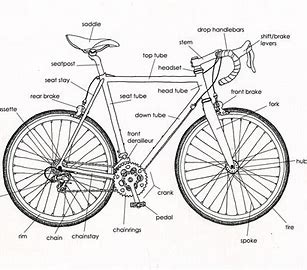 saddle
drop handlebars
shift/brake
levers
stem
top tube
seatpost
headset
seat stay
head tube
front brake
rear brake
seat tube
fork
assette
down tube
front
derailleur
hub
crank
pedal
tire
rim
chain
chainstay
chainrings
spoke